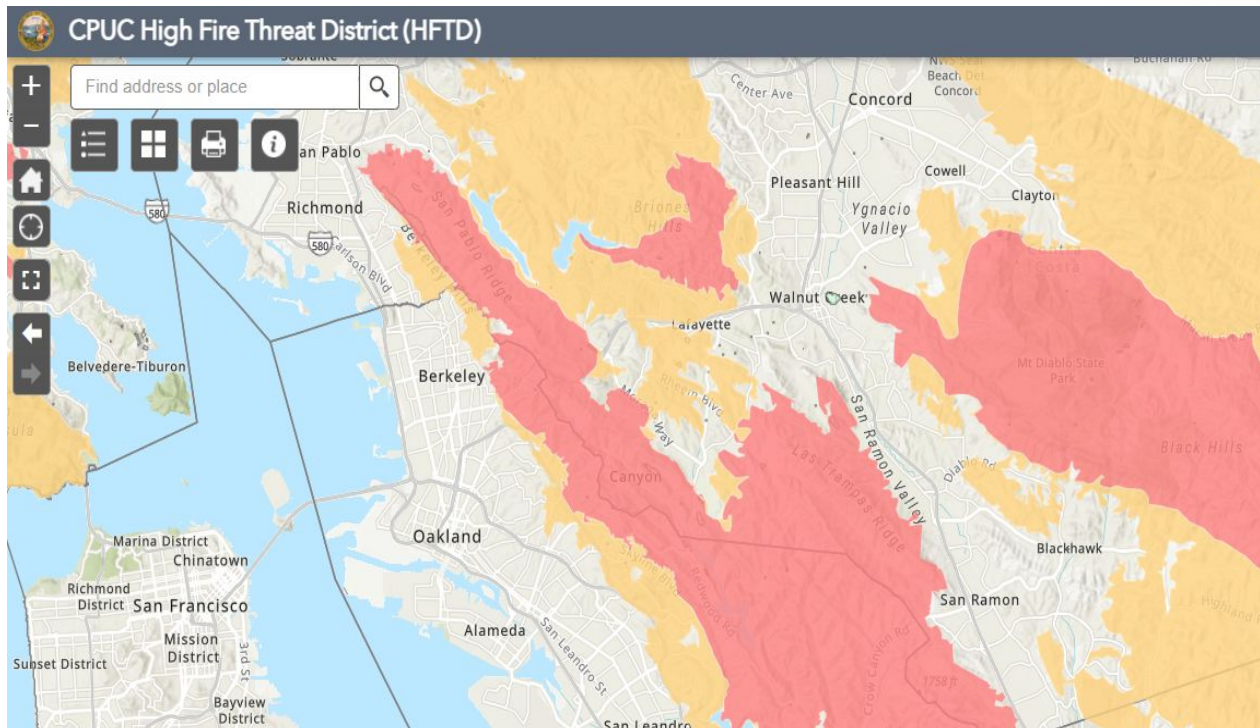 CPUC High Fire Threat District (HFTD)
Find address or place
Buchanan Rd
Beach Det
Concord
Center Ave
Concord
San Pablo
Cowell
Pleasant Hill
Clayton
Richmond
580
580
Carlson Blvd
San Pablo Ridge
Briones
Hills
Ygnacio
Valley
Berkeley Hills
Walnut Creek
Lafayette
Belvedere-Tiburon
Berkeley
Rheem Blvd
Mt Diablo State
Park
San Ramon Valley
Las Trampas Ridge
Black Hills
Canyon
Diablo Rd
Marina District
Chinatown
Oakland
Blackhawk
Skyline Blvd
Redwood Rd
Richmond
District
San Francisco
San Ramon
Highland
Mission
District
3rd St
Alameda
San Leandro St
Crow Canyon Rd
Sunset District
1758 ft
Bayview
District
San Leandro